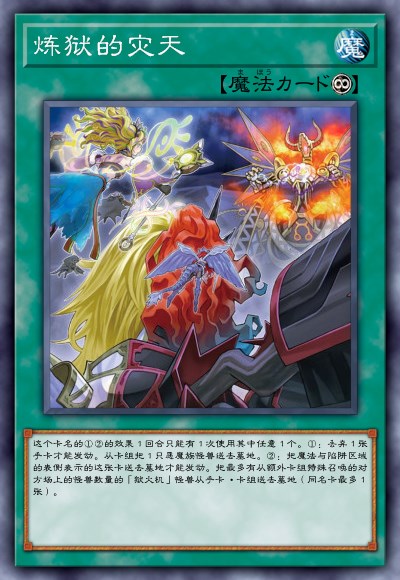 炼狱的灾天
魔
【魔法カード】
まほう
这个卡名的①②的效果1回合只能有1次使用其中任意1个。①:丢弃1张
手卡才能发动。从卡组把1只恶魔族怪兽送去墓地。②:把魔法与陷阱区域
的表侧表示的这张卡送去墓地才能发动。把最多有从额外卡组特殊召唤的对
方场上的怪兽数量的「狱火机」怪兽从手卡・卡组送去墓地(同名卡最多1
张)。